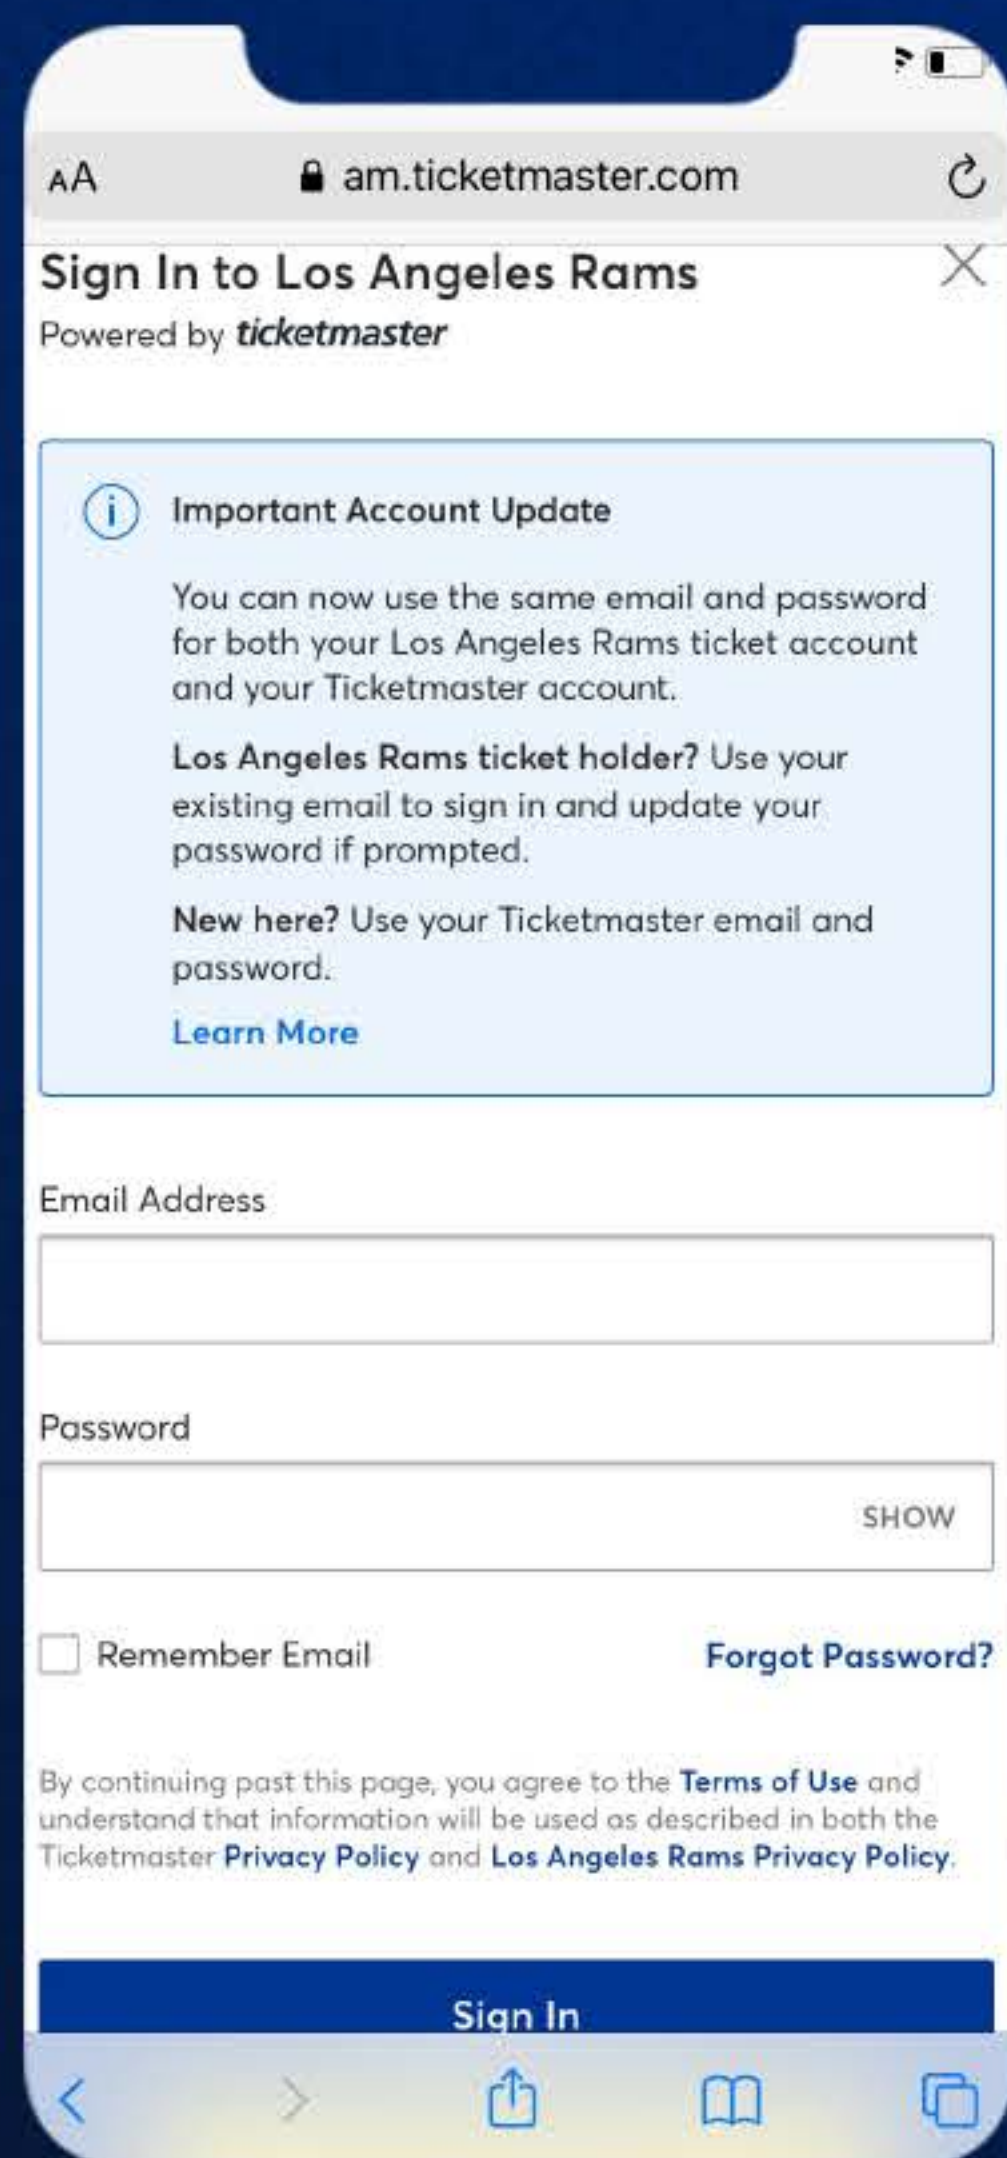 AA am.ticketmaster.com
Sign In to Los Angeles Rams
Powered by ticketmaster
Important Account Update
You can now use the same email and password
for both your Los Angeles Rams ticket account
and your Ticketmaster account.
Los Angeles Rams ticket holder? Use your
existing email to sign in and update your
password if prompted.
New here? Use your Ticketmaster email and
password.
Learn More
Email Address
Password
SHOW
Remember Email Forgot Password?
By continuing past this page, you agree to the Terms of Use and
understand that information will be used as described in both the
Ticketmaster Privacy Policy and Los Angeles Rams Privacy Policy.
Sign In